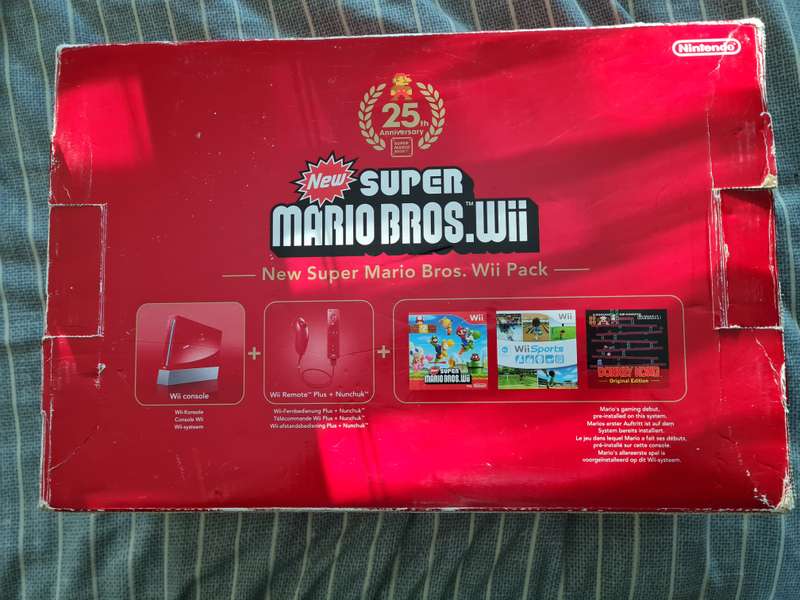 Nintendo
25th
Anniversary
SUPER
MARIO
BROS.
New SUPER
MARIO BROS.Wii™
New Super Mario Bros. Wii Pack
Wii
NEW SUPER
MARIO BROS.Wii
Nintendo
Wii
Wii Sports
DONKEY KONG
Original Edition
+
+
Wii console
Wii-Konsole
Console Wii
Wii-systeem
Wii Remote™ Plus + Nunchuk™
Wii-Fernbedienung Plus + Nunchuk™
Télécommande Wii Plus + Nunchuk™
Wii-afstandsbediening Plus + Nunchuk™
Mario's gaming debut,
pre-installed on this system.
Marios erster Auftritt ist auf dem
System bereits installiert.
Le jeu dans lequel Mario a fait ses débuts,
pré-installé sur cette console.
Mario's allereerste spel is
voorgeïnstalleerd op dit Wii-systeem.